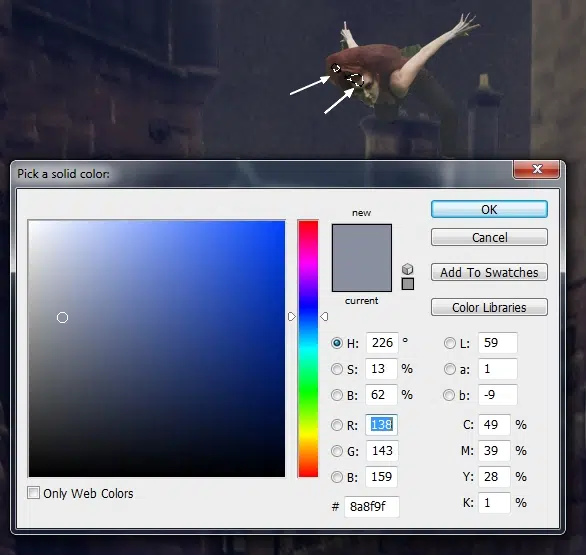 Pick a solid color:
new
current
OK
Cancel
Add To Swatches
Color Libraries
H: 226 °
L: 59
S: 13 %
a: 1
B: 62 %
b: -9
R: 138
C: 49 %
G: 143
M: 39 %
B: 159
Y: 28 %
# 8a8f9f
K: 1 %
Only Web Colors